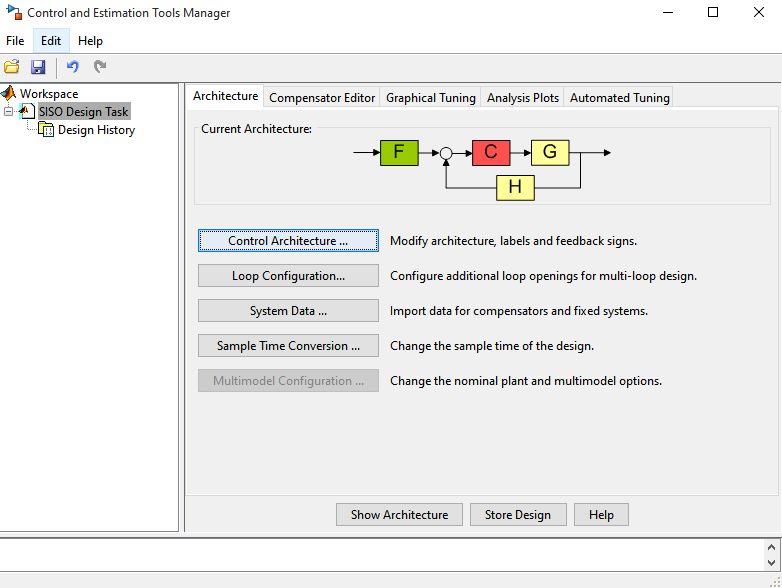 Control and Estimation Tools Manager
File Edit Help
Workspace
SISO Design Task
Design History
Architecture Compensator Editor Graphical Tuning Analysis Plots Automated Tuning
Current Architecture:
F C G
H
Control Architecture ... Modify architecture, labels and feedback signs.
Loop Configuration... Configure additional loop openings for multi-loop design.
System Data ... Import data for compensators and fixed systems.
Sample Time Conversion ... Change the sample time of the design.
Multimodel Configuration ... Change the nominal plant and multimodel options.
Show Architecture Store Design Help